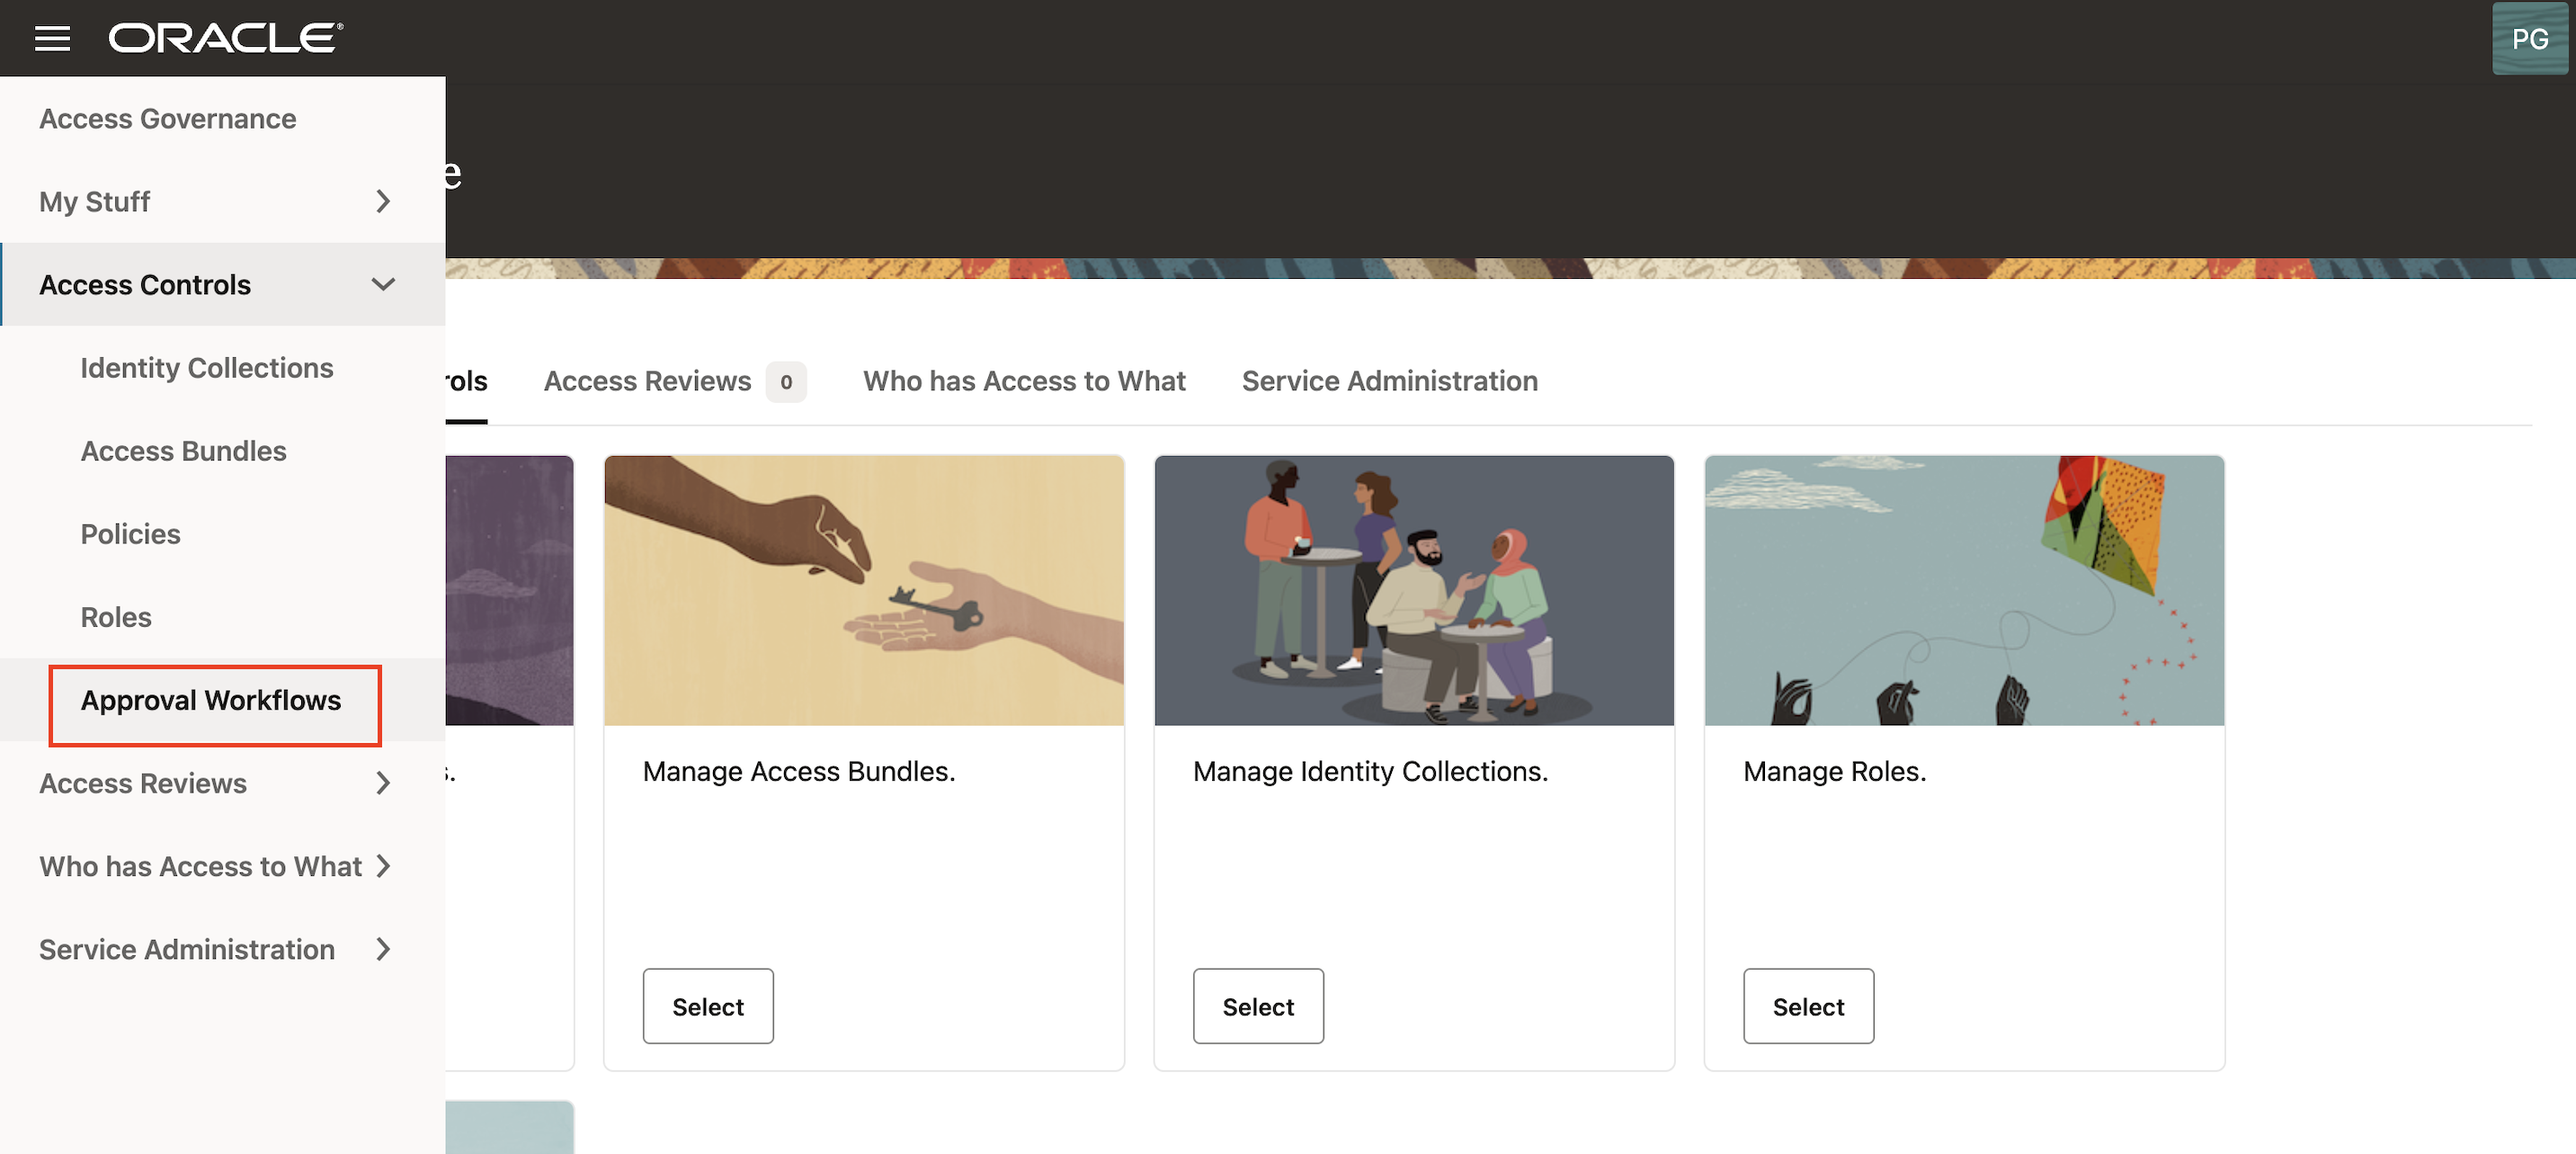 ORACLE
PG
Access Governance
My Stuff
Access Controls
Identity Collections
Access Bundles
Policies
Roles
Approval Workflows
Access Reviews
Who has Access to What
Service Administration
e
rols
Access Reviews 0
Who has Access to What
Service Administration
s.
Manage Access Bundles.
Select
Manage Identity Collections.
Select
Manage Roles.
Select